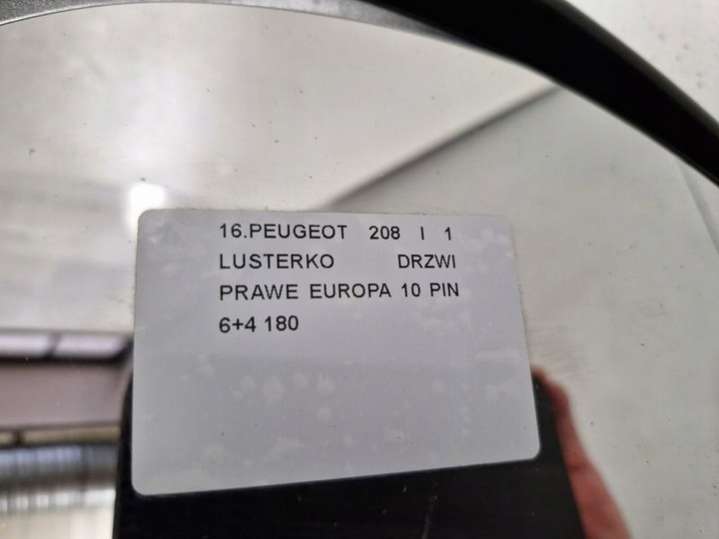 16.PEUGEOT 208 I 1
LUSTERKO DRZWI
PRAWE EUROPA 10 PIN
6+4 180